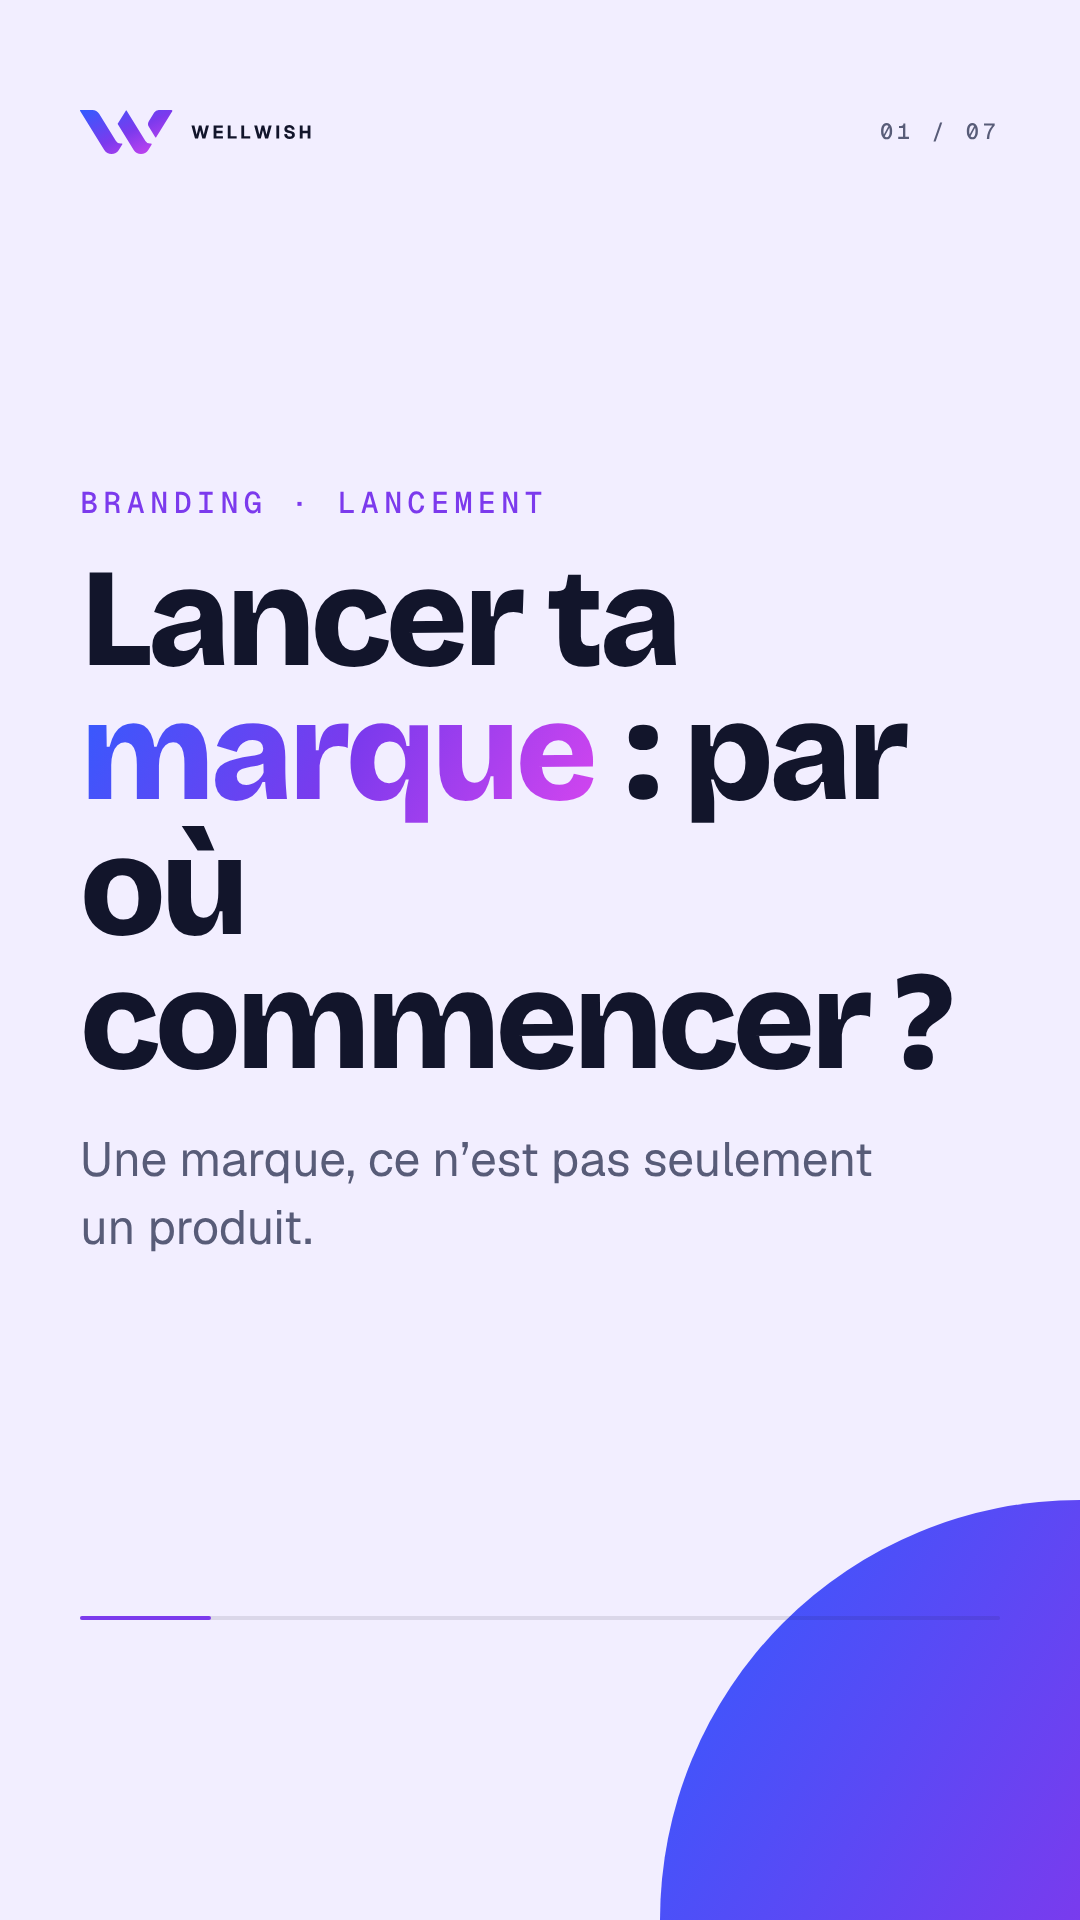 WELLWISH
01 / 07
BRANDING · LANCEMENT
Lancer ta
marque : par
où
commencer ?
Une marque, ce n’est pas seulement
un produit.